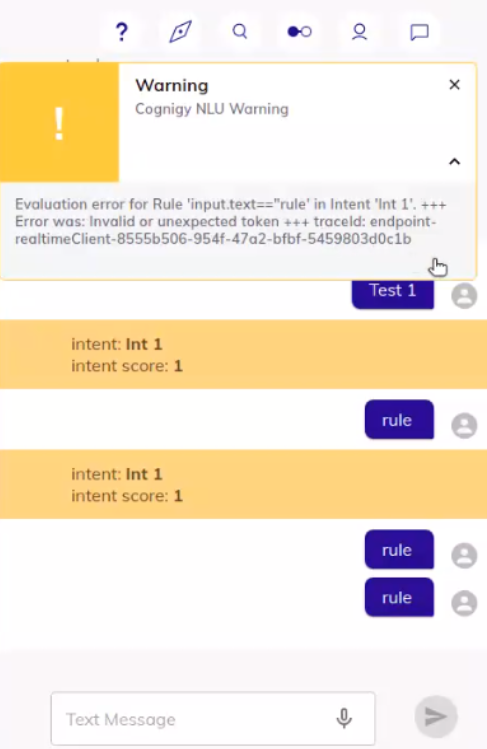 ?
Warning
Cognigy NLU Warning
!
Evaluation error for Rule 'input.text=="rule' in Intent 'Int 1'. +++
Error was: Invalid or unexpected token +++ traceId: endpoint-
realtimeClient-8555b506-954f-47a2-bfbf-5459803d0c1b
Test 1
intent: Int 1
intent score: 1
rule
intent: Int 1
intent score: 1
rule
rule
Text Message